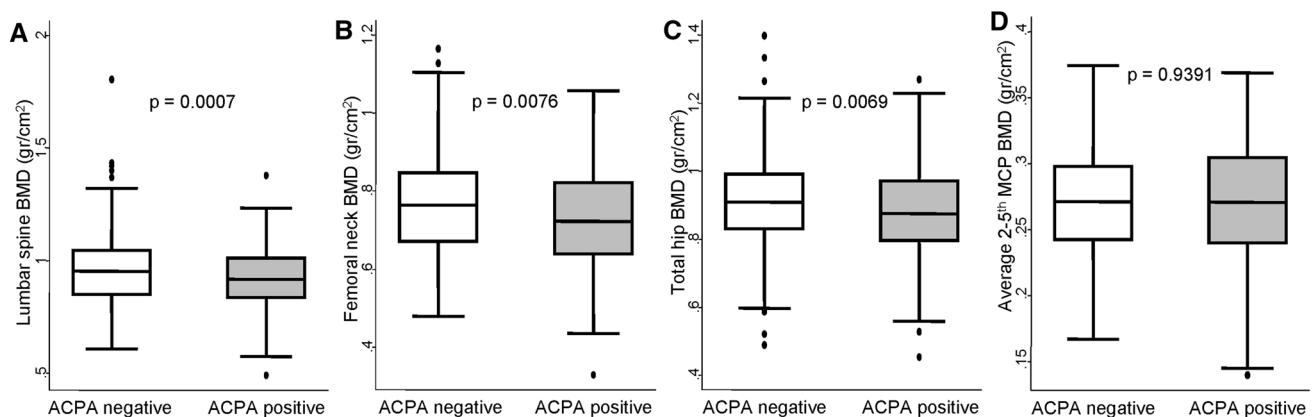 A
Lumbar spine BMD (gr/cm²)
2
1.5
1
.5
p = 0.0007
ACPA negative ACPA positive
B
Femoral neck BMD (gr/cm²)
1.2
1
.8
.6
.4
p = 0.0076
ACPA negative ACPA positive
C
Total hip BMD (gr/cm²)
1.4
1.2
1
.8
.6
.4
p = 0.0069
ACPA negative ACPA positive
D
Average 2-5th MCP BMD (gr/cm²)
.4
.35
.3
.25
.2
.15
p = 0.9391
ACPA negative ACPA positive